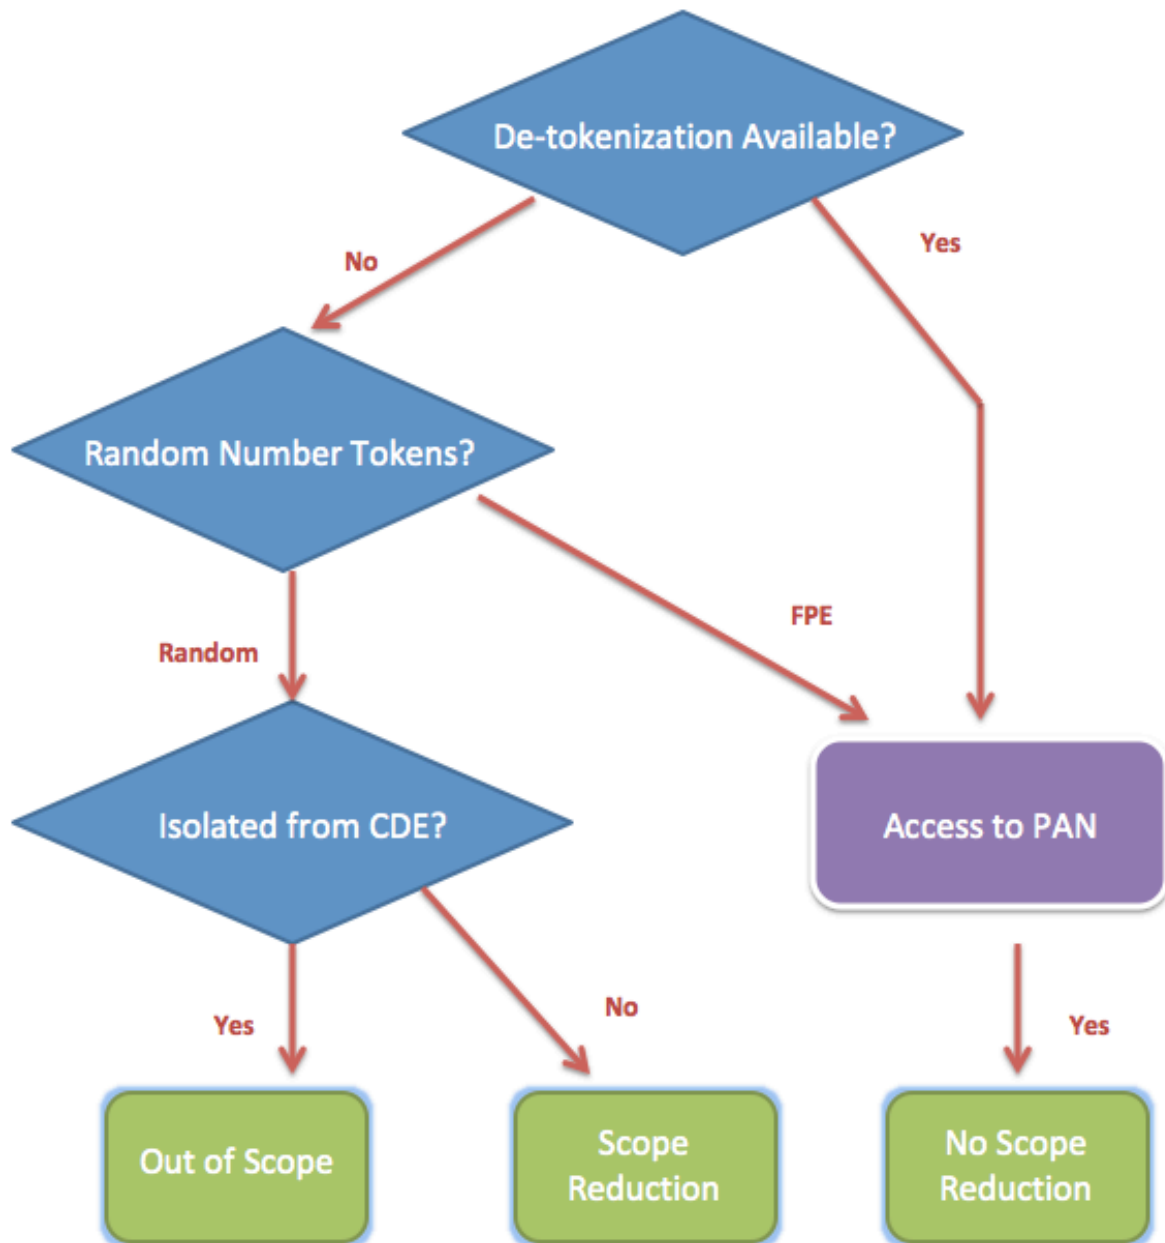 De-tokenization Available?
No
Yes
Random Number Tokens?
FPE
Random
Isolated from CDE?
Access to PAN
No
Yes
Yes
Out of Scope
Scope
Reduction
No Scope
Reduction